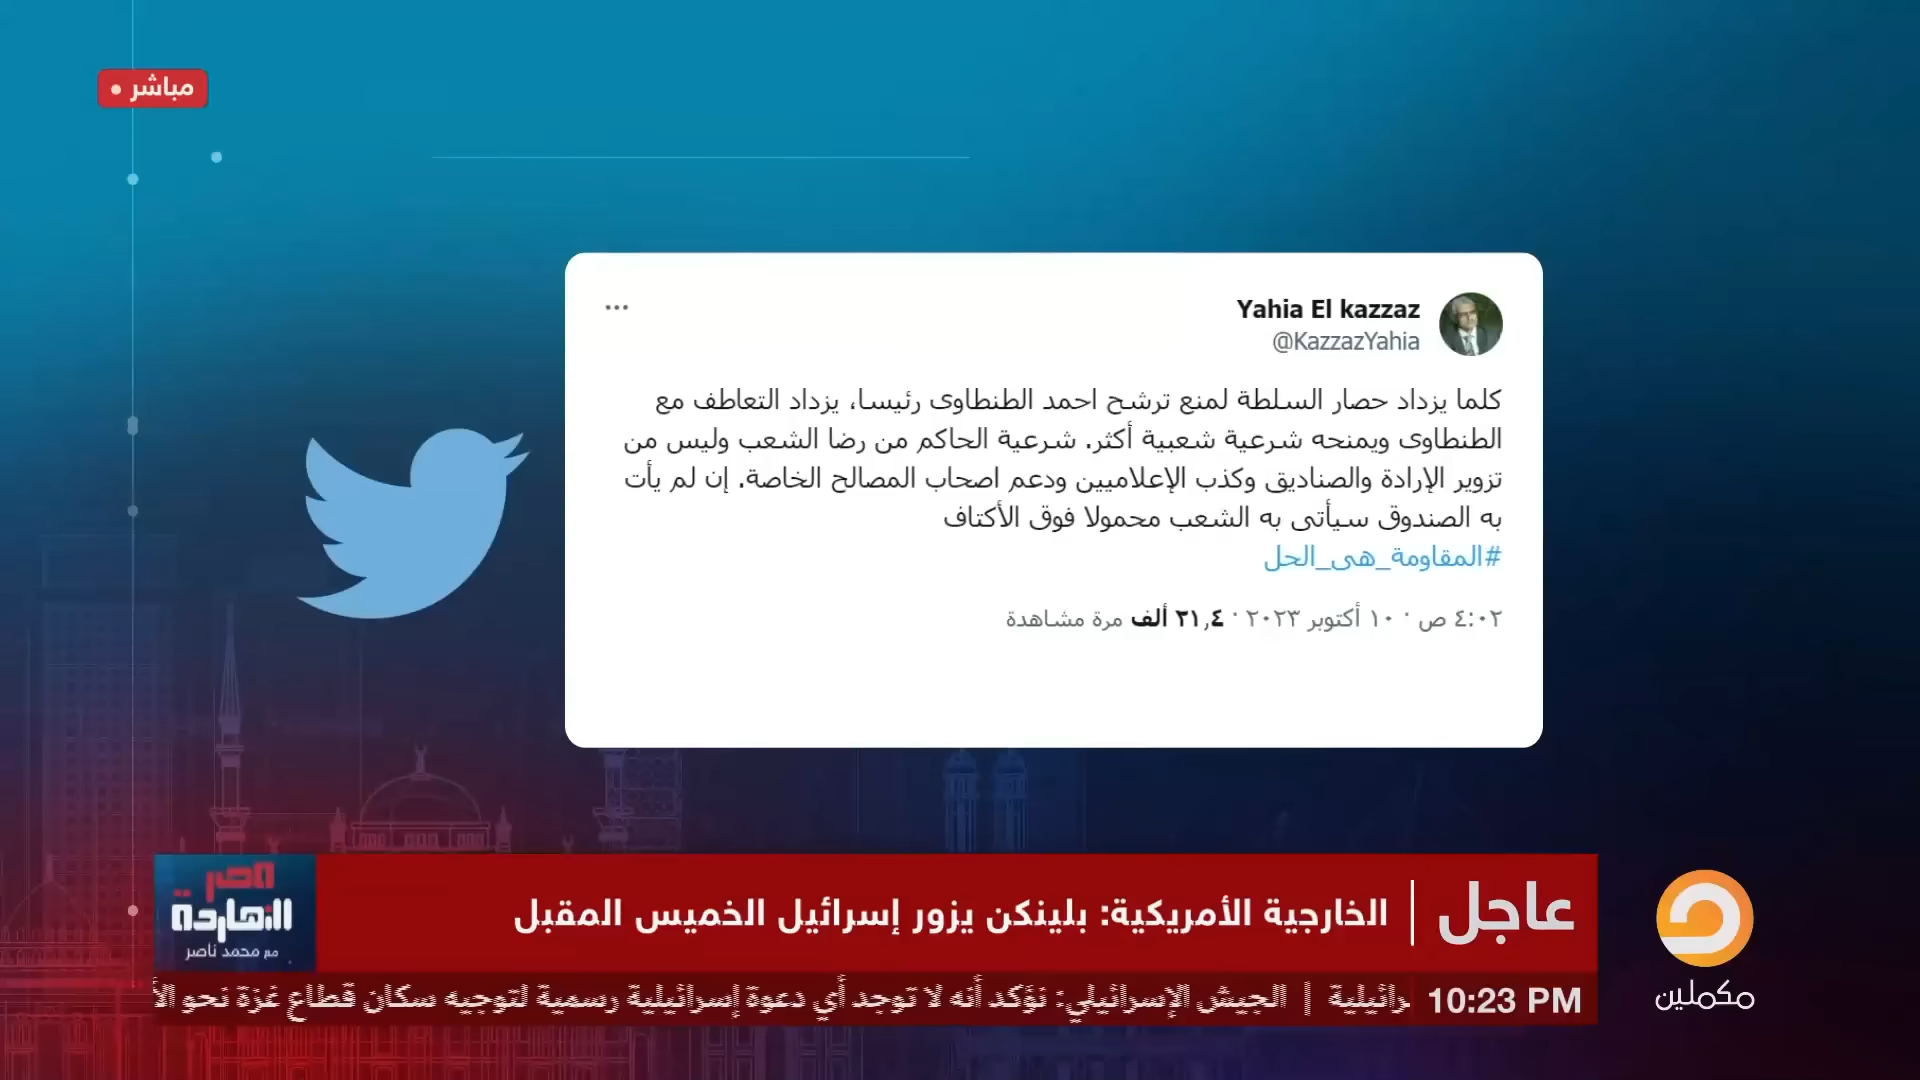 مباشر
Yahia El kazzaz
@KazzazYahia
كلما يزداد حصار السلطة لمنع ترشح احمد الطنطاوى رئيسا، يزداد التعاطف مع
الطنطاوى ويمنحه شرعية شعبية أكثر. شرعية الحاكم من رضا الشعب وليس من
تزوير الإرادة والصناديق وكذب الإعلاميين ودعم اصحاب المصالح الخاصة. إن لم يأت
به الصندوق سيأتى به الشعب محمولا فوق الأكتاف
#المقاومة_هى_الحل
٤:٠٢ ص · ١٠ أكتوبر ٢٠٢٣ · ٢١,٤ ألف مرة مشاهدة
عاجل | الخارجية الأمريكية: بلينكن يزور إسرائيل الخميس المقبل
مصر
النهاردة
مع محمد ناصر
10:23 PM
رائيلية | الجيش الإسرائيلي: نؤكد أنه لا توجد أي دعوة إسرائيلية رسمية لتوجيه سكان قطاع غزة نحو
مكملين